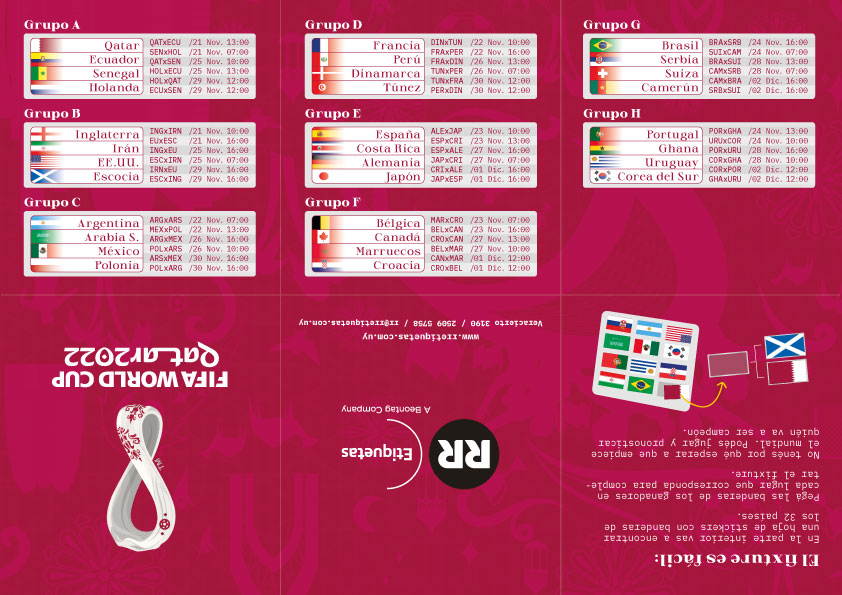 Grupo A
Qatar
Ecuador
Senegal
Holanda
QATxECU /21 Nov. 13:00
SENxHOL /21 Nov. 07:00
QATxSEN /25 Nov. 10:00
HOLxECU /25 Nov. 13:00
HOLxQAT /29 Nov. 12:00
ECUxSEN /29 Nov. 12:00
Grupo B
Inglaterra
Irán
EE.UU.
Escocia
INGxIRN /21 Nov. 10:00
EUxESC /21 Nov. 16:00
INGxEU /25 Nov. 16:00
ESCxIRN /25 Nov. 07:00
IRNxEU /29 Nov. 16:00
ESCxING /29 Nov. 16:00
Grupo C
Argentina
Arabia S.
México
Polonia
ARGxARS /22 Nov. 07:00
MEXxPOL /22 Nov. 13:00
ARGxMEX /26 Nov. 16:00
POLxARS /26 Nov. 10:00
ARSxMEX /30 Nov. 16:00
POLxARG /30 Nov. 16:00
Grupo D
Francia
Perú
Dinamarca
Túnez
DINxTUN /22 Nov. 10:00
FRAxPER /22 Nov. 16:00
FRAxDIN /26 Nov. 13:00
TUNxPER /26 Nov. 07:00
TUNxFRA /30 Nov. 12:00
PERxDIN /30 Nov. 12:00
Grupo E
España
Costa Rica
Alemania
Japón
ALExJAP /23 Nov. 10:00
ESPxCRI /23 Nov. 13:00
ESPxALE /27 Nov. 16:00
JAPxCRI /27 Nov. 07:00
CRIxALE /01 Dic. 16:00
JAPxESP /01 Dic. 16:00
Grupo F
Bélgica
Canadá
Marruecos
Croacia
MARxCRO /23 Nov. 07:00
BELxCAN /23 Nov. 16:00
CROxCAN /27 Nov. 13:00
BELxMAR /27 Nov. 10:00
CANxMAR /01 Dic. 12:00
CROxBEL /01 Dic. 12:00
Grupo G
Brasil
Serbia
Suiza
Camerún
BRAxSRB /24 Nov. 16:00
SUIxCAM /24 Nov. 07:00
BRAxSUI /28 Nov. 13:00
CAMxSRB /28 Nov. 07:00
CAMxBRA /02 Dic. 16:00
SRBxSUI /02 Dic. 16:00
Grupo H
Portugal
Ghana
Uruguay
Corea del Sur
PORxGHA /24 Nov. 13:00
URUxCOR /24 Nov. 10:00
PORxURU /28 Nov. 16:00
CORxGHA /28 Nov. 10:00
CORxPOR /02 Dic. 12:00
GHAxURU /02 Dic. 12:00
El fixture es fácil:
En la parte interior vas a encontrar
una hoja de stickers con banderas de
los 32 países.
Pegá las banderas de los ganadores en
cada lugar que corresponda para comple-
tar el fixture.
No tenés por qué esperar a que empiece
el mundial. Podés jugar y pronosticar
quién va a ser campeón.
RR
Etiquetas
A Beontag Company
www.rretiquetas.com.uy
Veracierto 3190 / 2509 5758 / rr@rretiquetas.com.uy
TM
FIFA WORLD CUP
Qatar2022